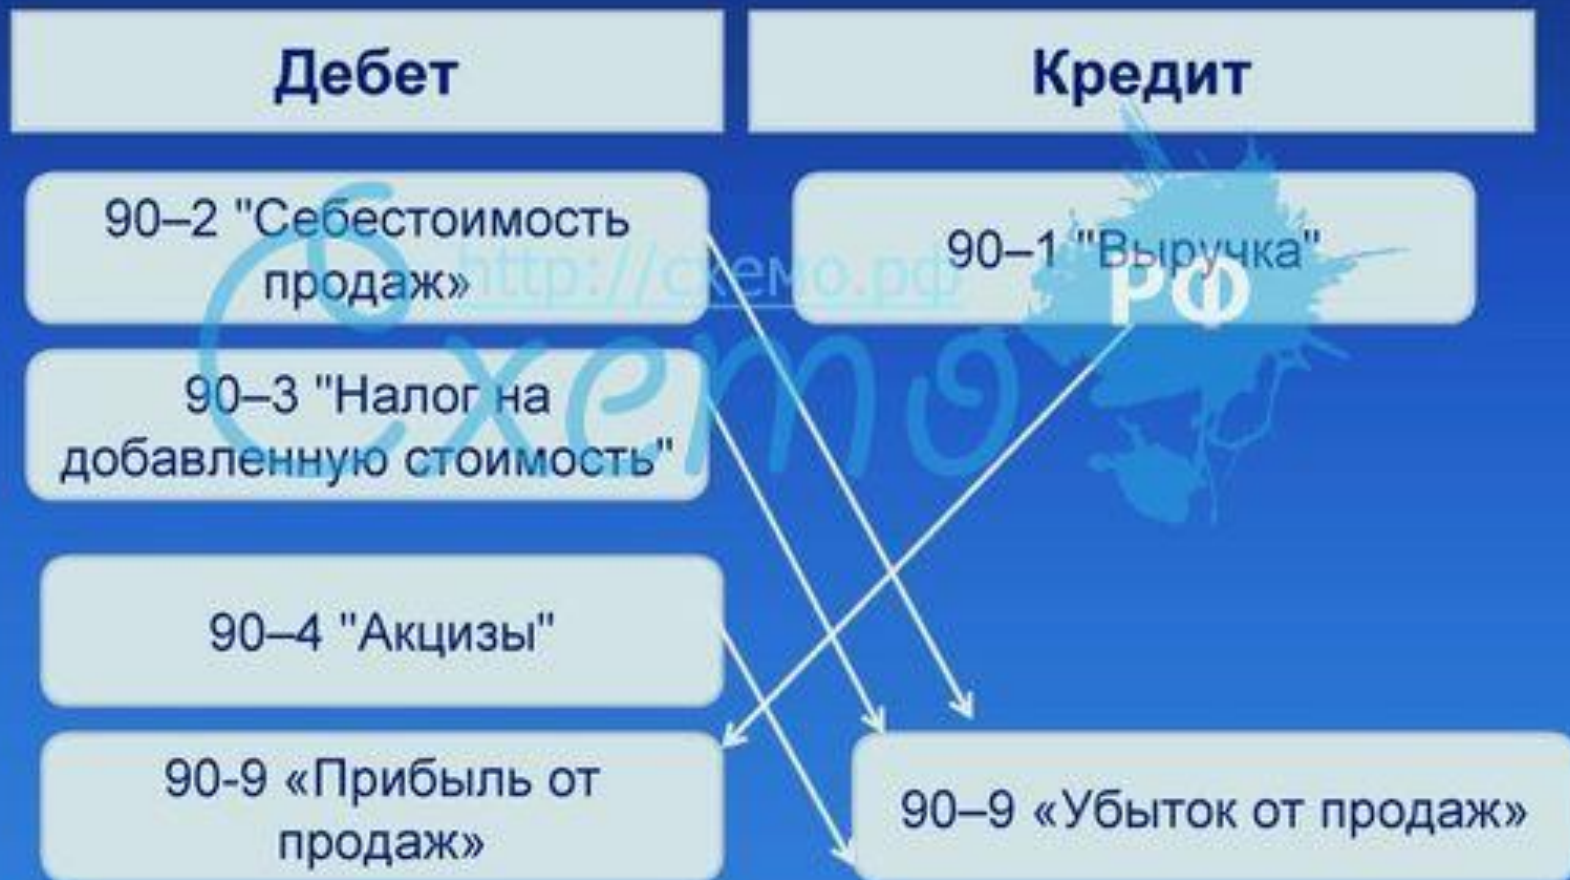 Дебет
Кредит
90–2 "Себестоимость
продаж»
90–1 "Выручка"
http://схемо.рф
Схемо
РФ
90–3 "Налог на
добавленную стоимость"
90–4 "Акцизы"
90-9 «Прибыль от
продаж»
90–9 «Убыток от продаж»